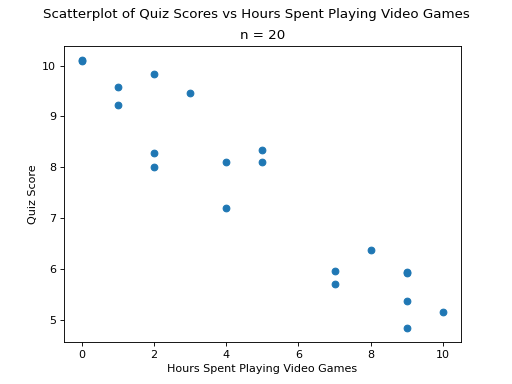 Scatterplot of Quiz Scores vs Hours Spent Playing Video Games
n = 20
10
9
8
7
6
5
Quiz Score
0 2 4 6 8 10
Hours Spent Playing Video Games